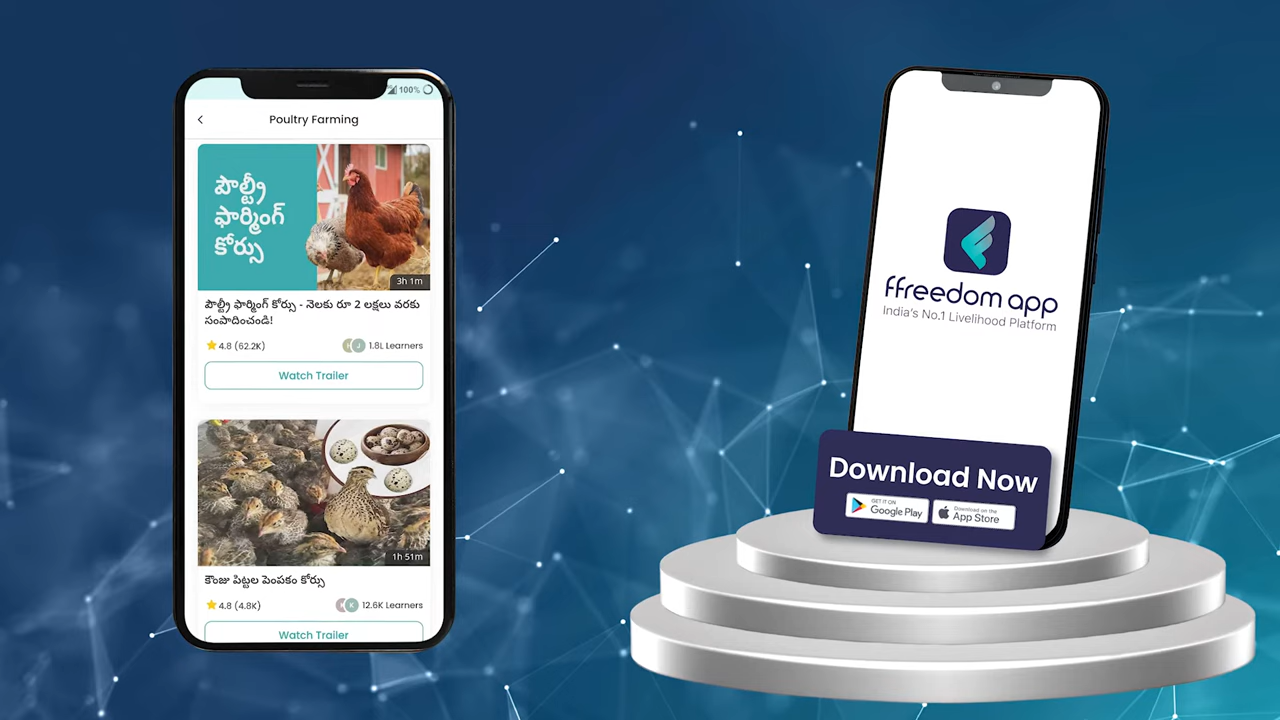 100%
Poultry Farming
పౌల్ట్రీ
ఫార్మింగ్
కోర్సు
3h 1m
పౌల్ట్రీ ఫార్మింగ్ కోర్సు - నెలకు రూ 2 లక్షలు వరకు
సంపాదించండి!
4.8 (62.2K)
J
1.8L Learners
Watch Trailer
1h 51m
కౌంజు పిట్టల పెంపకం కోర్సు
4.8 (4.8K)
K
12.6K Learners
Watch Trailer
ffreedom app
India's No.1 Livelihood Platform
Download Now
GET IT ON
Google Play
Download on the
App Store